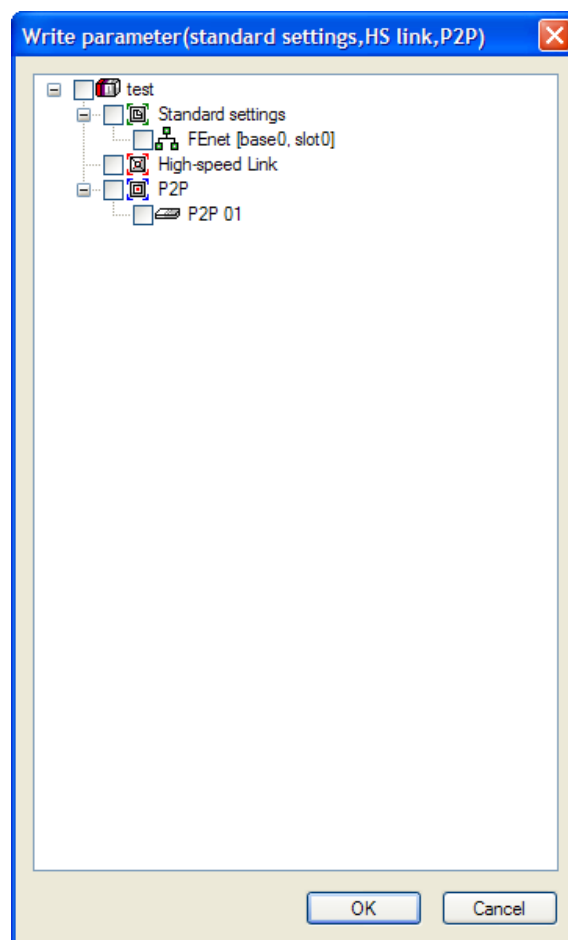 Write parameter(standard settings,HS link,P2P)
test
Standard settings
FEnet [base0, slot0]
High-speed Link
P2P
P2P 01
OK Cancel